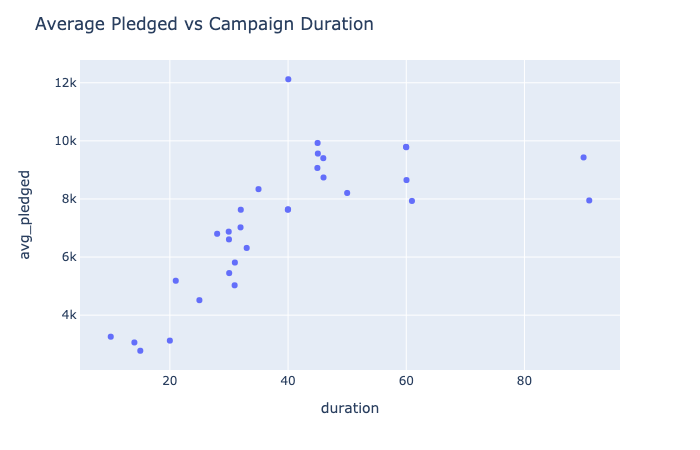 Average Pledged vs Campaign Duration
12k
10k
8k
6k
4k
avg_pledged
20 40 60 80
duration